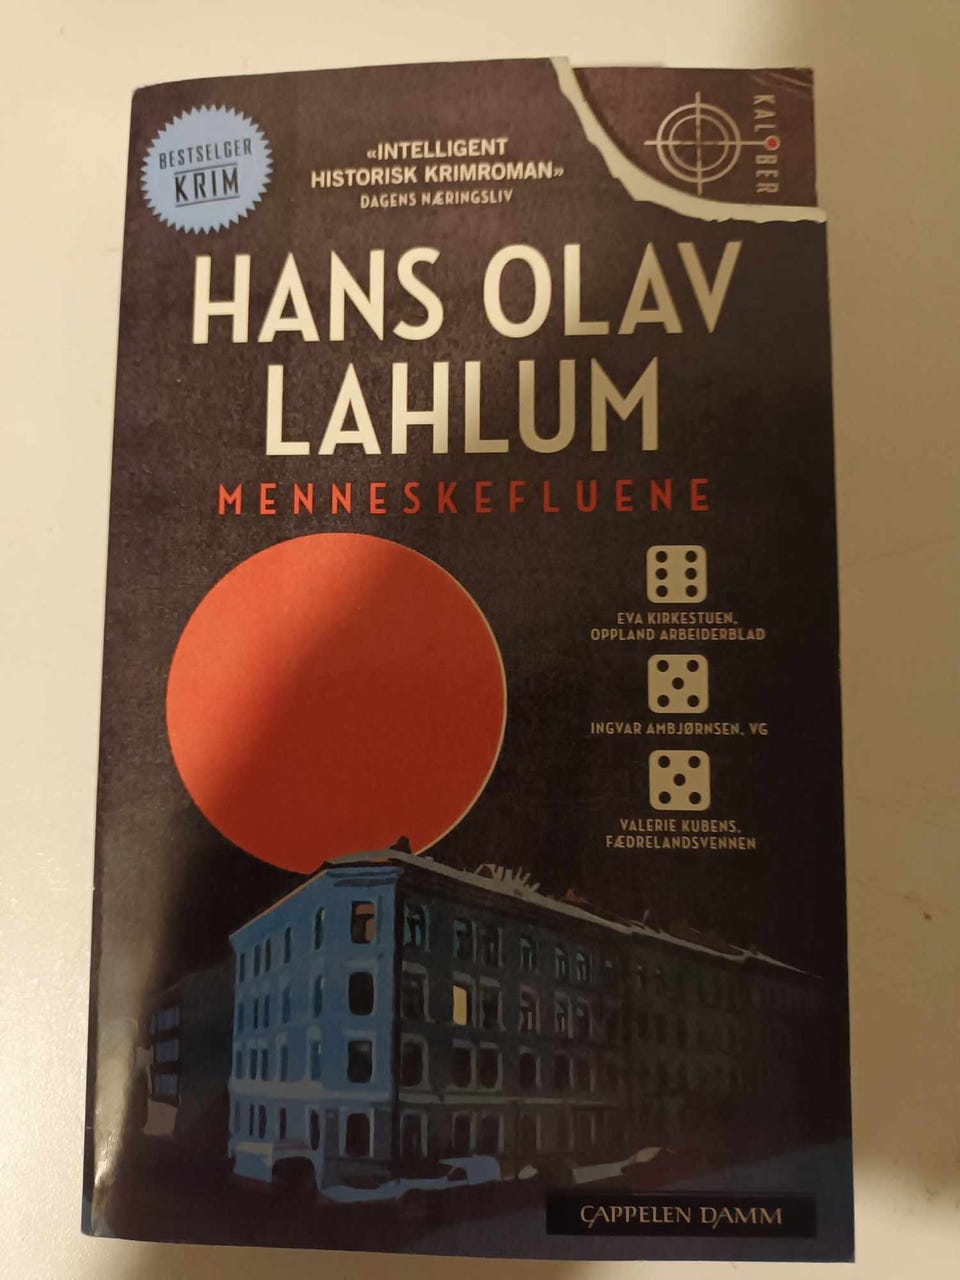 BESTSELGER
KRIM
«INTELLIGENT
HISTORISK KRIMROMAN»
DAGENS NÆRINGSLIV
KALIBER
HANS OLAV
LAHLUM
MENNESKEFLUENE
EVA KIRKESTUEN,
OPPLAND ARBEIDERBLAD
INGVAR AMBJØRNSEN, VG
VALERIE KUBENS,
FÆDRELANDSVENNEN
CAPPELEN DAMM